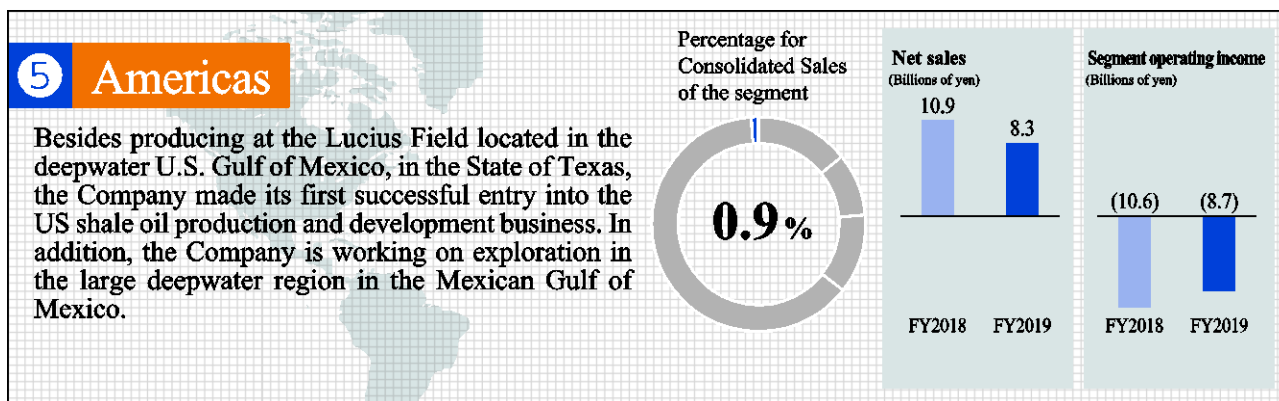 5 Americas
Besides producing at the Lucius Field located in the
deepwater U.S. Gulf of Mexico, in the State of Texas,
the Company made its first successful entry into the
US shale oil production and development business. In
addition, the Company is working on exploration in
the large deepwater region in the Mexican Gulf of
Mexico.
Percentage for
Consolidated Sales
of the segment
0.9 %
Net sales
(Billions of yen)
10.9
8.3
FY2018 FY2019
Segment operating income
(Billions of yen)
(10.6) (8.7)
FY2018 FY2019